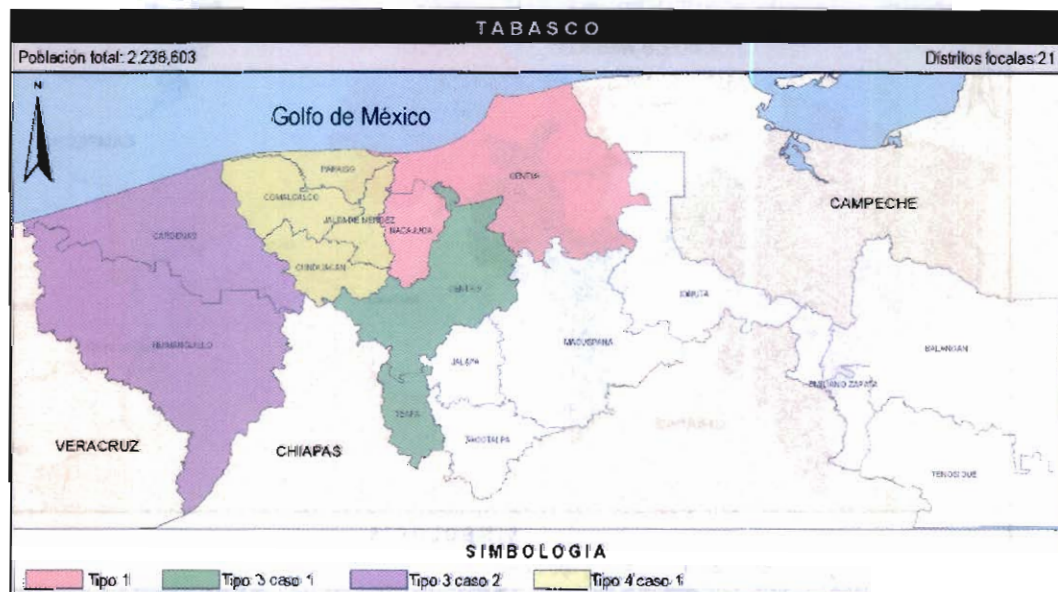 TABASCO
Población total: 2,238,603
Distritos locales:21
N
Golfo de México
PARAISO
CENTLA
COMALCALCO
CAMPECHE
JALPA DE MENDEZ
NACAJUCA
CARDENAS
CUNDUACAN
CENTRO
JONUTA
HUIMANGUILLO
MACUSPANA
BALANCAN
JALAPA
EMILIANO ZAPATA
TEAPA
VERACRUZ
CHIAPAS
TACOTALPA
TENOSIQUE
SIMBOLOGIA
Tipo 1
Tipo 3 caso 1
Tipo 3 caso 2
Tipo 4 caso 1